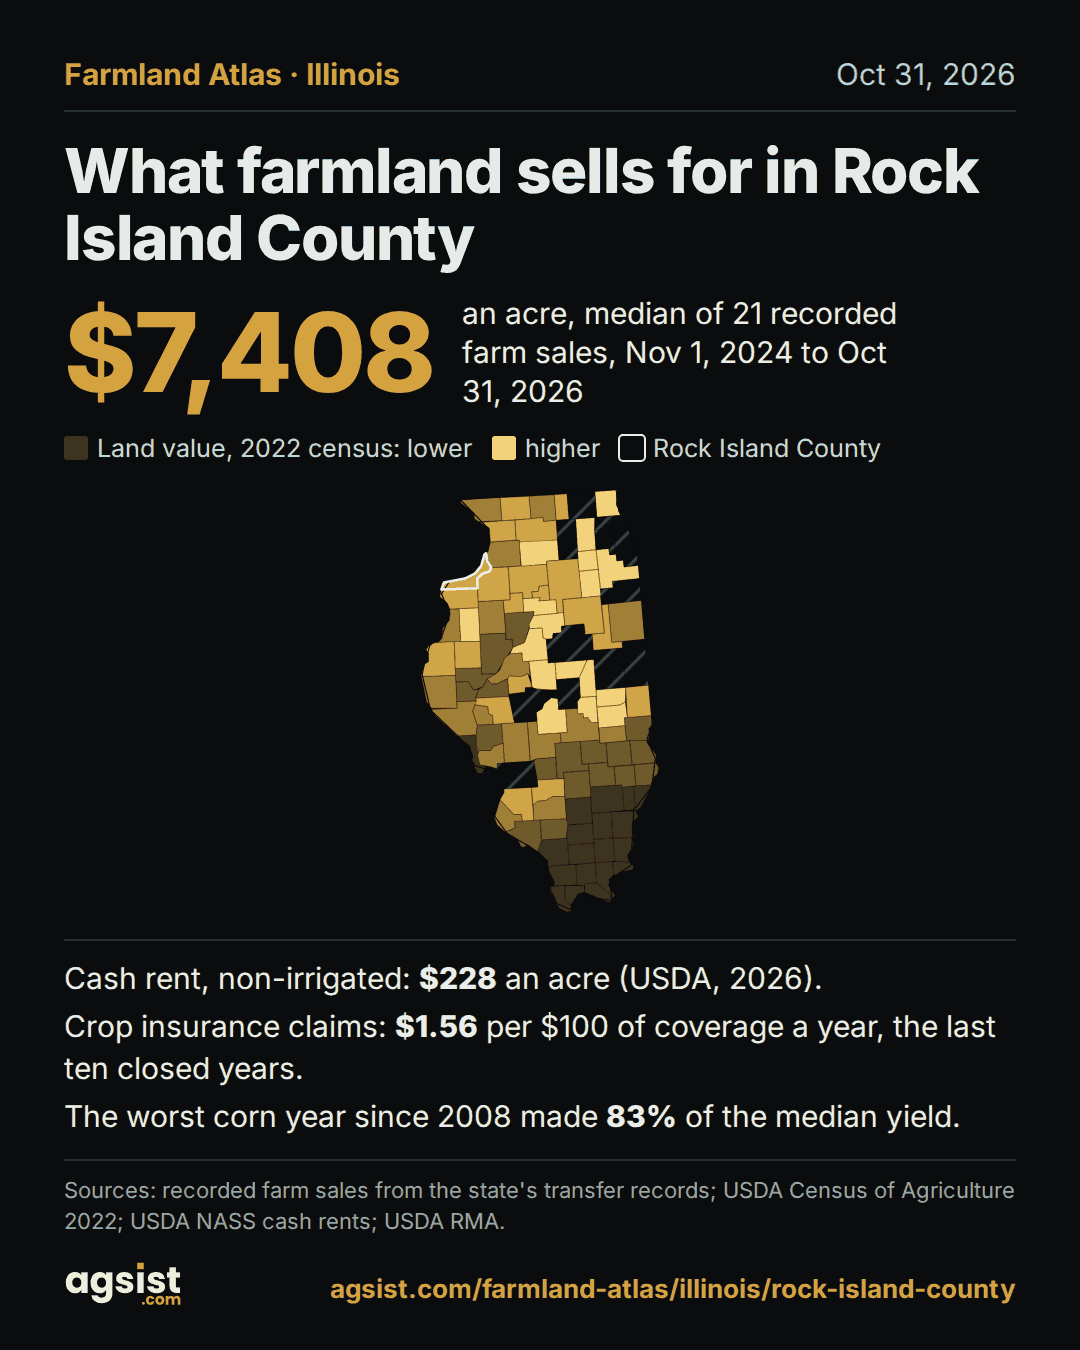 Farmland Atlas · Illinois
Oct 31, 2026
What farmland sells for in Rock
Island County
$7,408
an acre, median of 21 recorded
farm sales, Nov 1, 2024 to Oct
31, 2026
Land value, 2022 census: lower
higher
Rock Island County
Cash rent, non-irrigated: $228 an acre (USDA, 2026).
Crop insurance claims: $1.56 per $100 of coverage a year, the last
ten closed years.
The worst corn year since 2008 made 83% of the median yield.
Sources: recorded farm sales from the state's transfer records; USDA Census of Agriculture
2022; USDA NASS cash rents; USDA RMA.
agsist
.com
agsist.com/farmland-atlas/illinois/rock-island-county